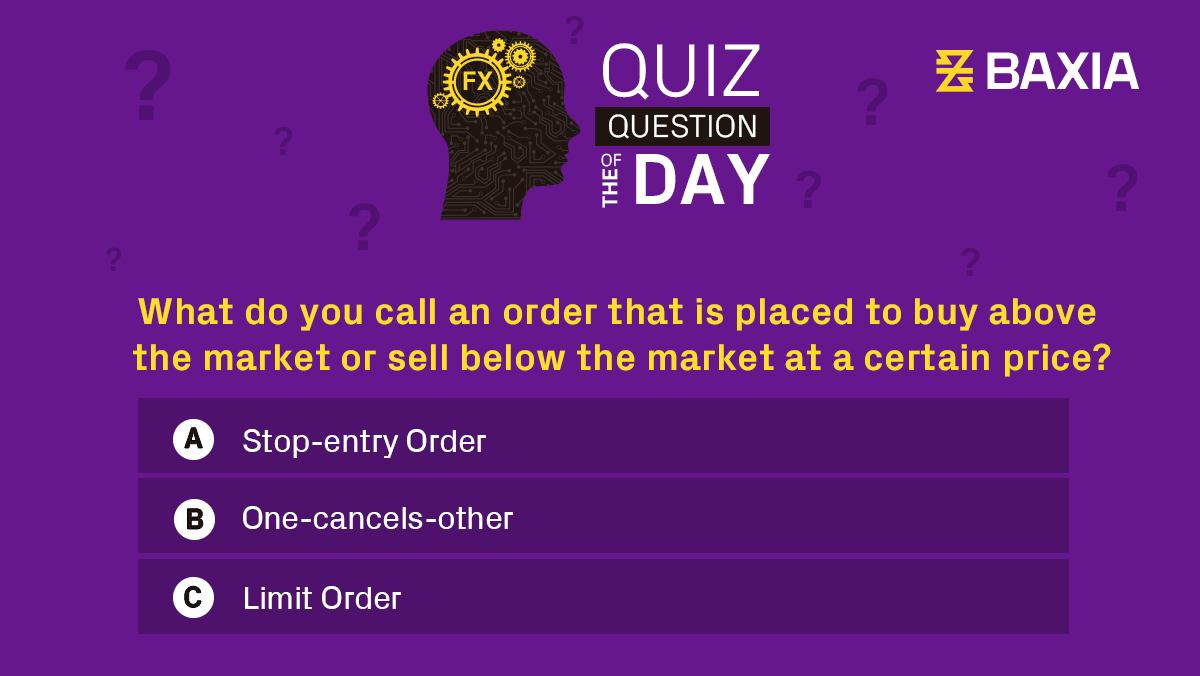 FX
QUIZ
QUESTION
OF THE DAY
BAXIA
What do you call an order that is placed to buy above
the market or sell below the market at a certain price?
A Stop-entry Order
B One-cancels-other
C Limit Order